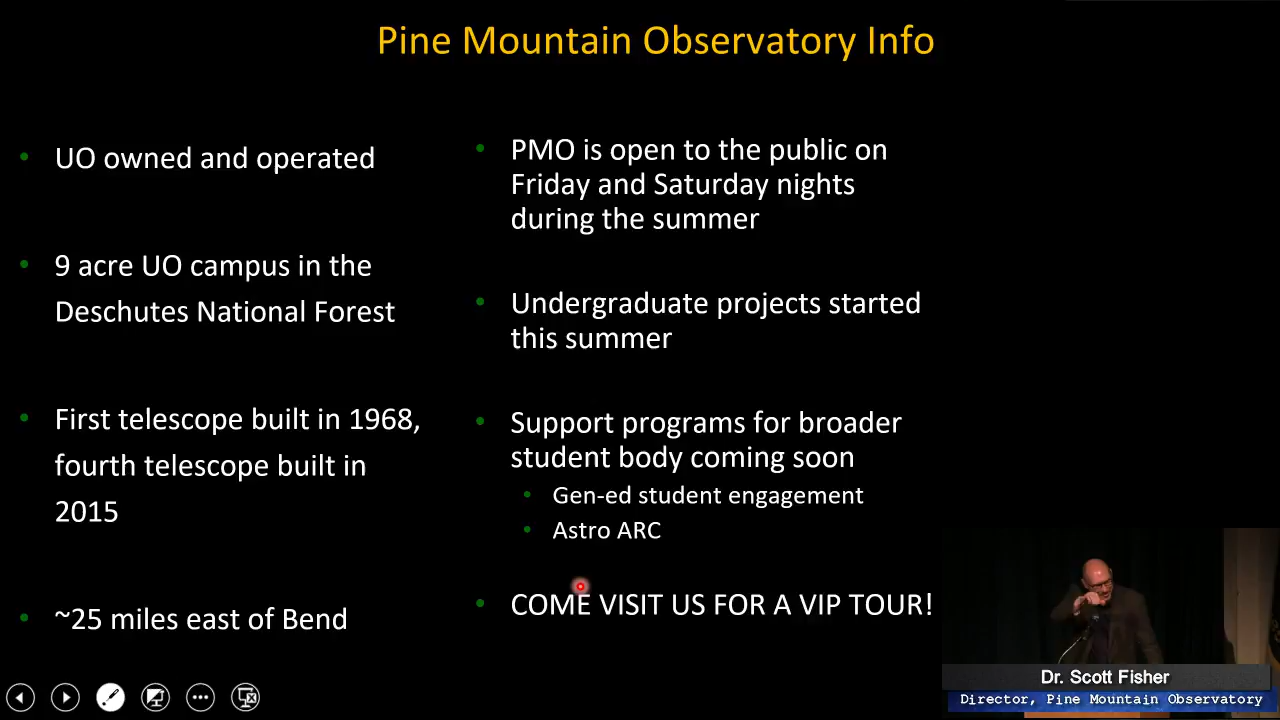 Pine Mountain Observatory Info
UO owned and operated
9 acre UO campus in the
Deschutes National Forest
First telescope built in 1968,
fourth telescope built in
2015
~25 miles east of Bend
PMO is open to the public on
Friday and Saturday nights
during the summer
Undergraduate projects started
this summer
Support programs for broader
student body coming soon
Gen-ed student engagement
Astro ARC
COME VISIT US FOR A VIP TOUR!
Dr. Scott Fisher
Director, Pine Mountain Observatory